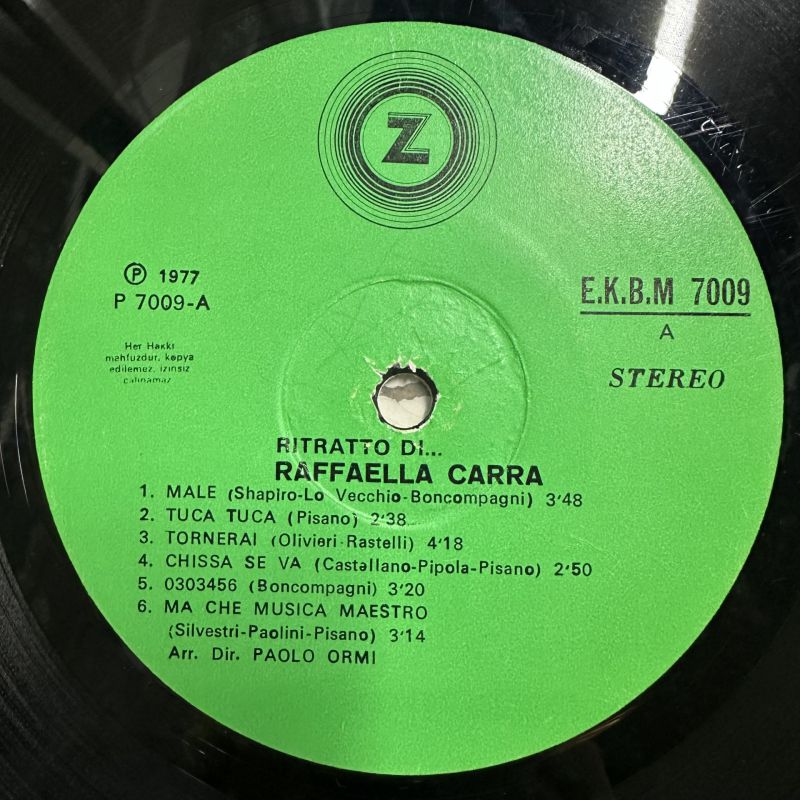 Z
Ⓟ 1977
P 7009-A
E.K.B.M 7009
A
STEREO
Her Hakkı
mahfuzdur, kopya
edilemez, izinsiz
çalınamaz
RITRATTO DI...
RAFFAELLA CARRA
1. MALE (Shapiro-Lo Vecchio-Boncompagni) 3'48
2. TUCA TUCA (Pisano) 2'38
3. TORNERAI (Olivieri-Rastelli) 4'18
4. CHISSA SE VA (Castellano-Pipola-Pisano) 2'50
5. 0303456 (Boncompagni) 3'20
6. MA CHE MUSICA MAESTRO
(Silvestri-Paolini-Pisano) 3'14
Arr. Dir. PAOLO ORMI